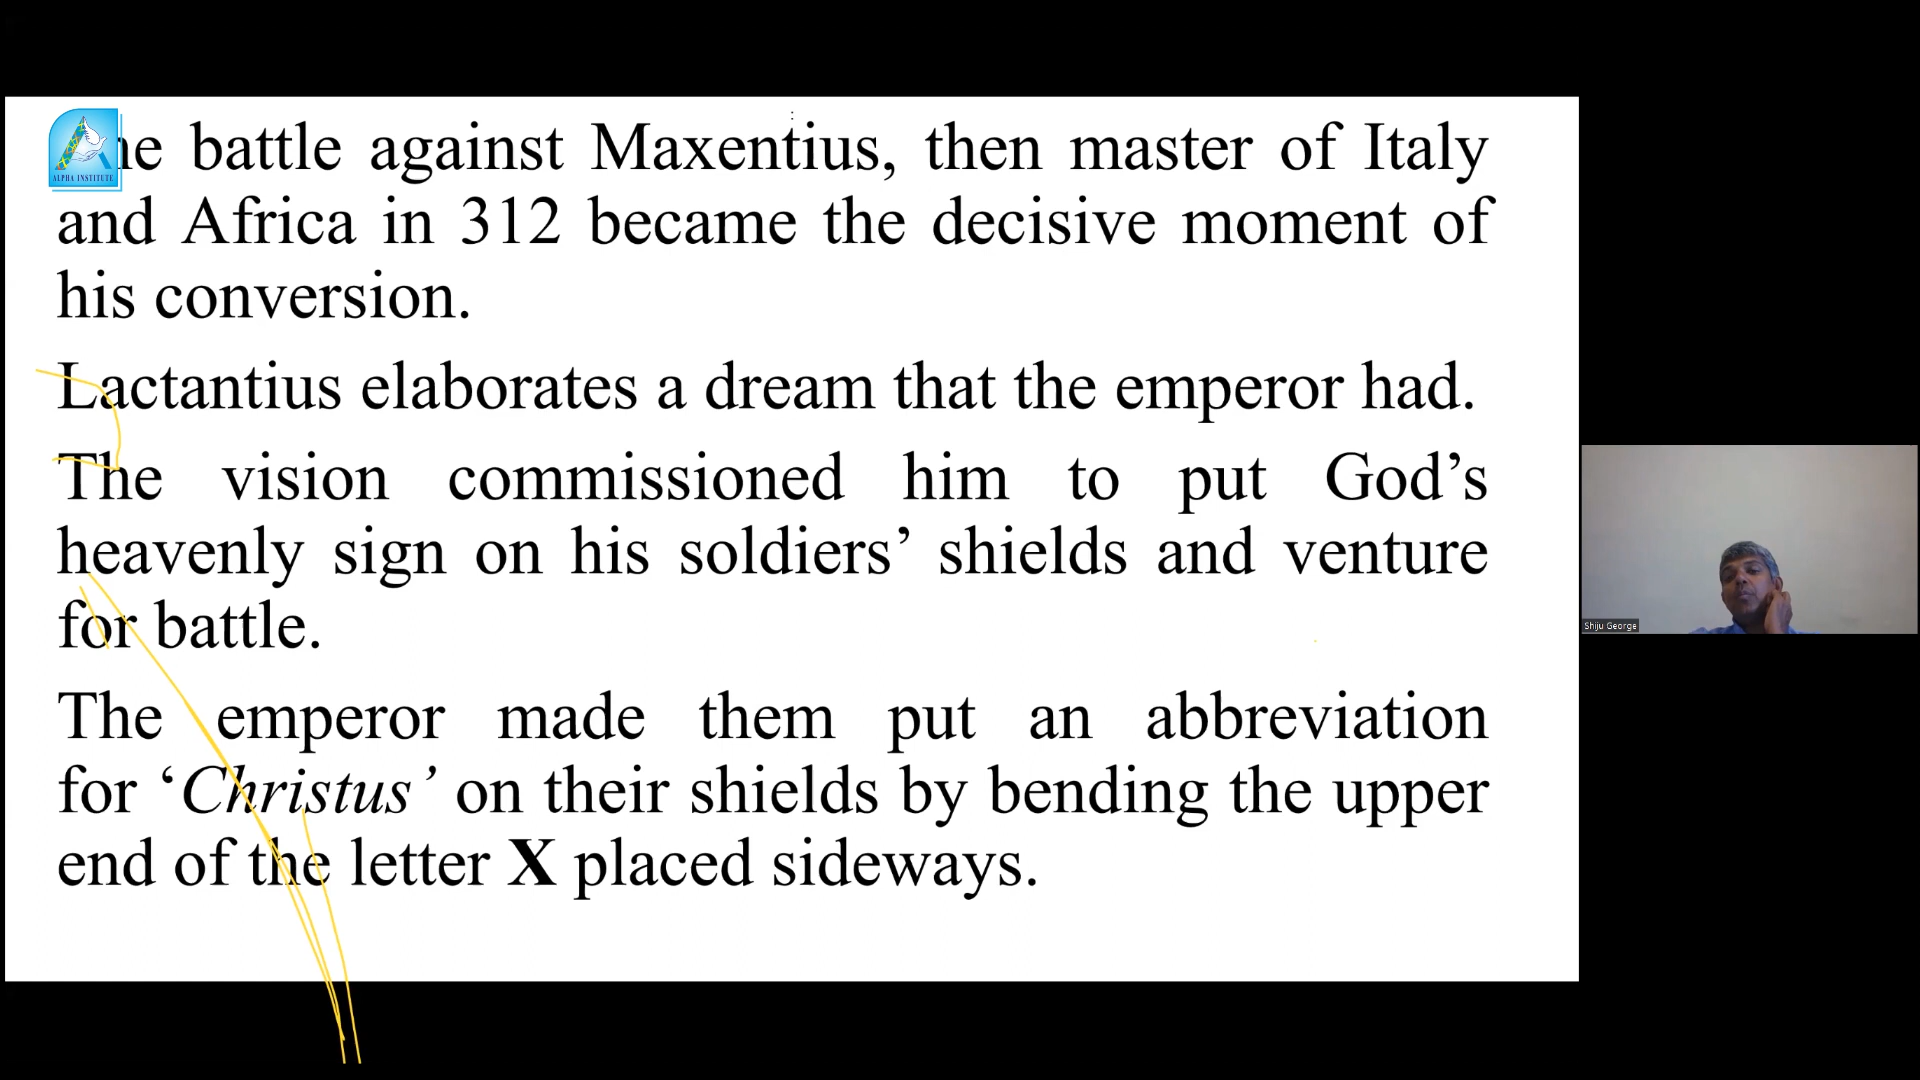 he battle against Maxentius, then master of Italy
and Africa in 312 became the decisive moment of
his conversion.
Lactantius elaborates a dream that the emperor had.
The vision commissioned him to put God’s
heavenly sign on his soldiers’ shields and venture
for battle.
The emperor made them put an abbreviation
for ‘Christus’ on their shields by bending the upper
end of the letter X placed sideways.
ALPHA INSTITUTE
Shiju George